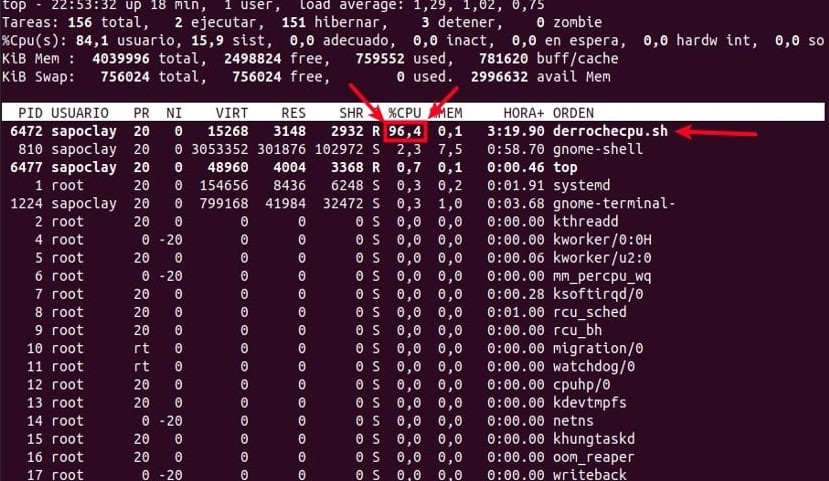 top - 22:53:32 up 18 min, 1 user, load average: 1,29, 1,02, 0,75
Tareas: 156 total, 2 ejecutar, 151 hibernar, 3 detener, 0 zombie
%Cpu(s): 84,1 usuario, 15,9 sist, 0,0 adecuado, 0,0 inact, 0,0 en espera, 0,0 hardw int, 0,0 so
KiB Mem : 4039996 total, 2498824 free, 759552 used, 781620 buff/cache
KiB Swap: 756024 total, 756024 free, 0 used. 2996632 avail Mem
PID USUARIO PR NI VIRT RES SHR S %CPU %MEM HORA+ ORDEN
6472 sapoclay 20 0 15268 3148 2932 R 96,4 0,1 3:19.90 derrochecpu.sh
810 sapoclay 20 0 3053352 301876 102972 S 2,3 7,5 0:58.70 gnome-shell
6477 sapoclay 20 0 48960 4004 3368 R 0,7 0,1 0:00.46 top
1 root 20 0 154656 8436 6248 S 0,3 0,2 0:01.91 systemd
1224 sapoclay 20 0 799168 41984 32472 S 0,3 1,0 0:03.68 gnome-terminal-
2 root 20 0 0 0 0 S 0,0 0,0 0:00.00 kthreadd
4 root 0 -20 0 0 0 S 0,0 0,0 0:00.00 kworker/0:0H
5 root 20 0 0 0 0 S 0,0 0,0 0:00.06 kworker/u2:0
6 root 0 -20 0 0 0 S 0,0 0,0 0:00.00 mm_percpu_wq
7 root 20 0 0 0 0 S 0,0 0,0 0:00.28 ksoftirqd/0
8 root 20 0 0 0 0 S 0,0 0,0 0:01.00 rcu_sched
9 root 20 0 0 0 0 S 0,0 0,0 0:00.00 rcu_bh
10 root rt 0 0 0 0 S 0,0 0,0 0:00.00 migration/0
11 root rt 0 0 0 0 S 0,0 0,0 0:00.00 watchdog/0
12 root 20 0 0 0 0 S 0,0 0,0 0:00.00 cpuhp/0
13 root 20 0 0 0 0 S 0,0 0,0 0:00.00 kdevtmpfs
14 root 0 -20 0 0 0 S 0,0 0,0 0:00.00 netns
15 root 20 0 0 0 0 S 0,0 0,0 0:00.00 khungtaskd
16 root 20 0 0 0 0 S 0,0 0,0 0:00.00 oom_reaper
17 root 0 -20 0 0 0 S 0,0 0,0 0:00.00 writeback